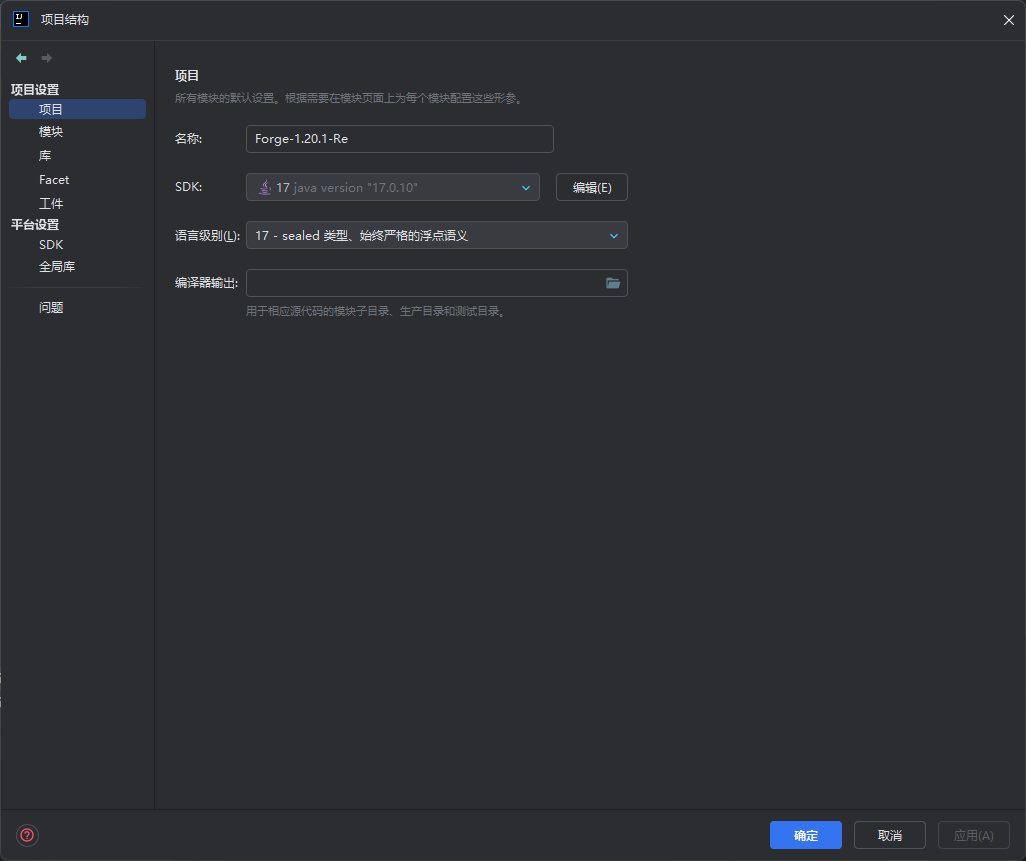 项目结构
项目设置
项目
模块
库
Facet
工件
平台设置
SDK
全局库
问题
项目
所有模块的默认设置。根据需要在模块页面上为每个模块配置这些形参。
名称: Forge-1.20.1-Re
SDK: 17 java version "17.0.10" 编辑(E)
语言级别(L): 17 - sealed 类型、始终严格的浮点语义
编译器输出:
用于相应源代码的模块子目录、生产目录和测试目录。
确定 取消 应用(A)